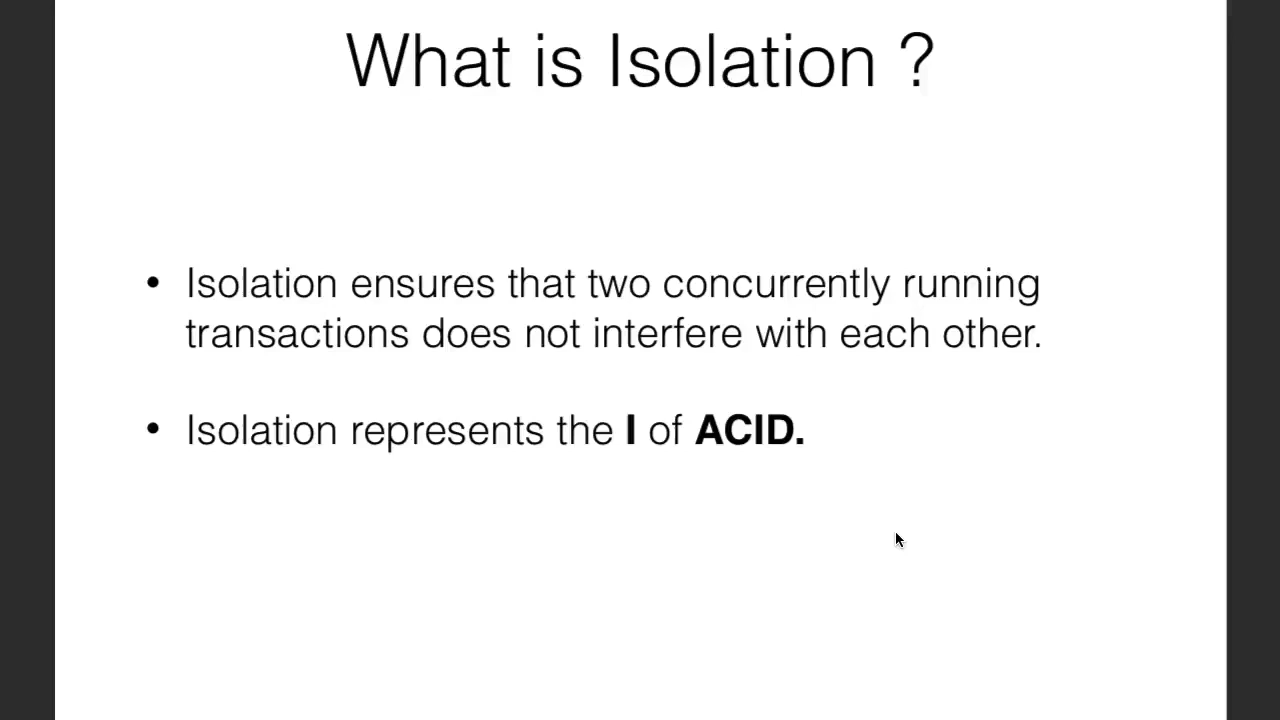 What is Isolation ?
• Isolation ensures that two concurrently running
transactions does not interfere with each other.
• Isolation represents the I of ACID.